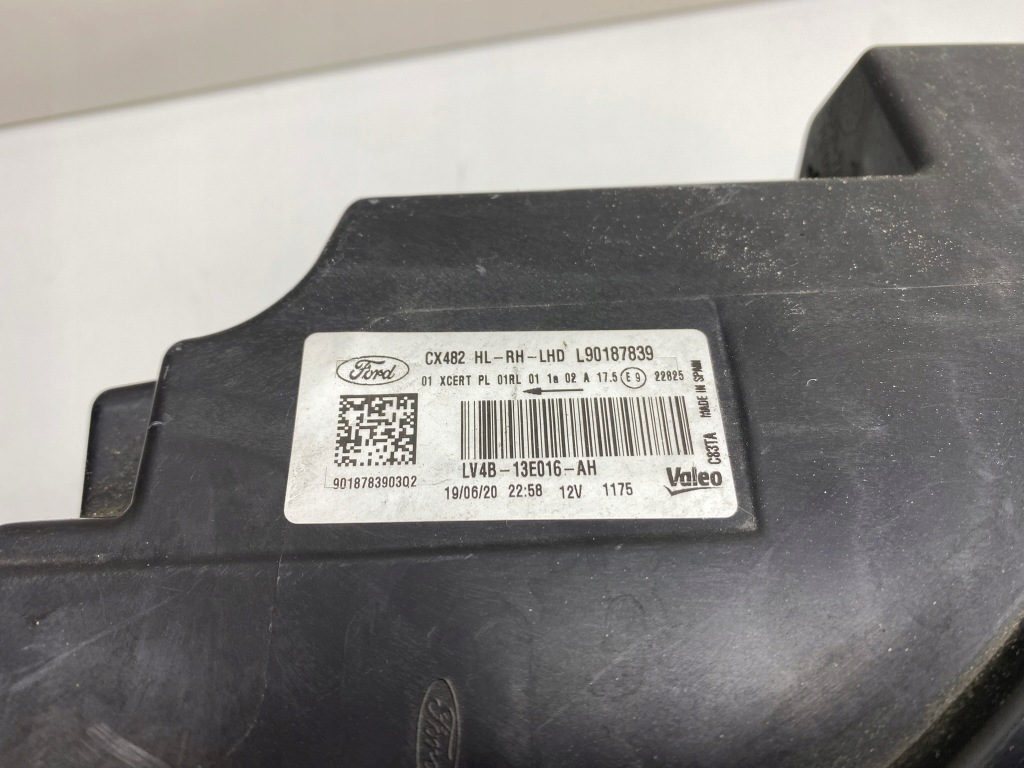 Ford
CX482 HL-RH-LHD L90187839
01 XCERT PL 01RL 01 1a 02 A 17.5 E9 22825
901878390302
LV4B-13E016-AH
19/06/20 22:58 12V 1175
Valeo
C83TA MADE IN SPAIN
Ford